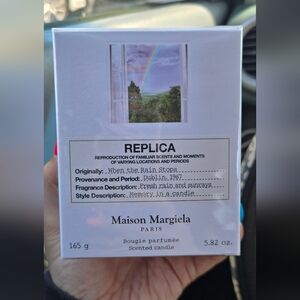 REPLICA
REPRODUCTION OF FAMILIAR SCENTS AND MOMENTS
OF VARYING LOCATIONS AND PERIODS
Originally: When the Rain Stops
Provenance and Period: Dublin, 1967
Fragrance Description: Fresh rain and sunrays
Style Description: Memory in a candle
Maison Margiela
PARIS
165 g
Bougie parfumée
Scented candle
5.82 oz.